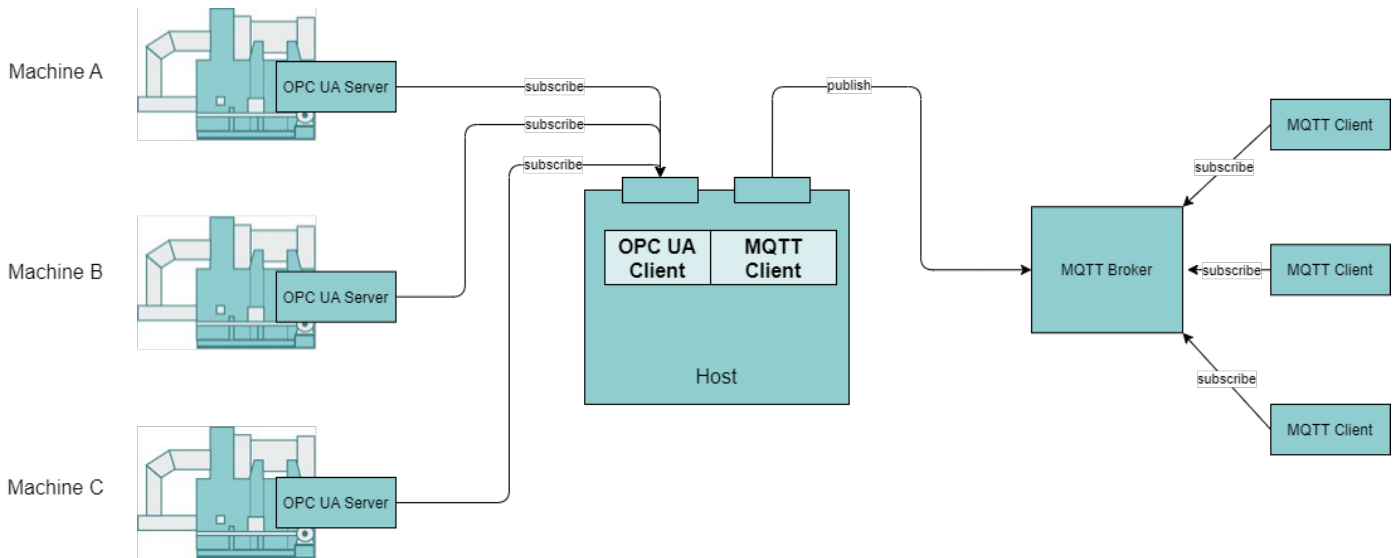 Machine A
OPC UA Server
subscribe
publish
subscribe
subscribe
MQTT Client
subscribe
Machine B
OPC UA Server
OPC UA
Client
MQTT
Client
Host
MQTT Broker
subscribe
MQTT Client
subscribe
MQTT Client
Machine C
OPC UA Server